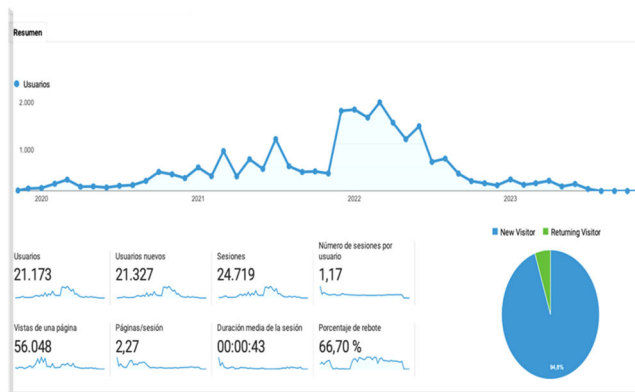 Resumen
Usuarios
2.000
1.000
2020
2021
2022
2023
New Visitor
Returning Visitor
Usuarios
21.173
Usuarios nuevos
21.327
Sesiones
24.719
Número de sesiones por
usuario
1,17
Vistas de una página
56.048
Páginas/sesión
2,27
Duración media de la sesión
00:00:43
Porcentaje de rebote
66,70 %
94,8%